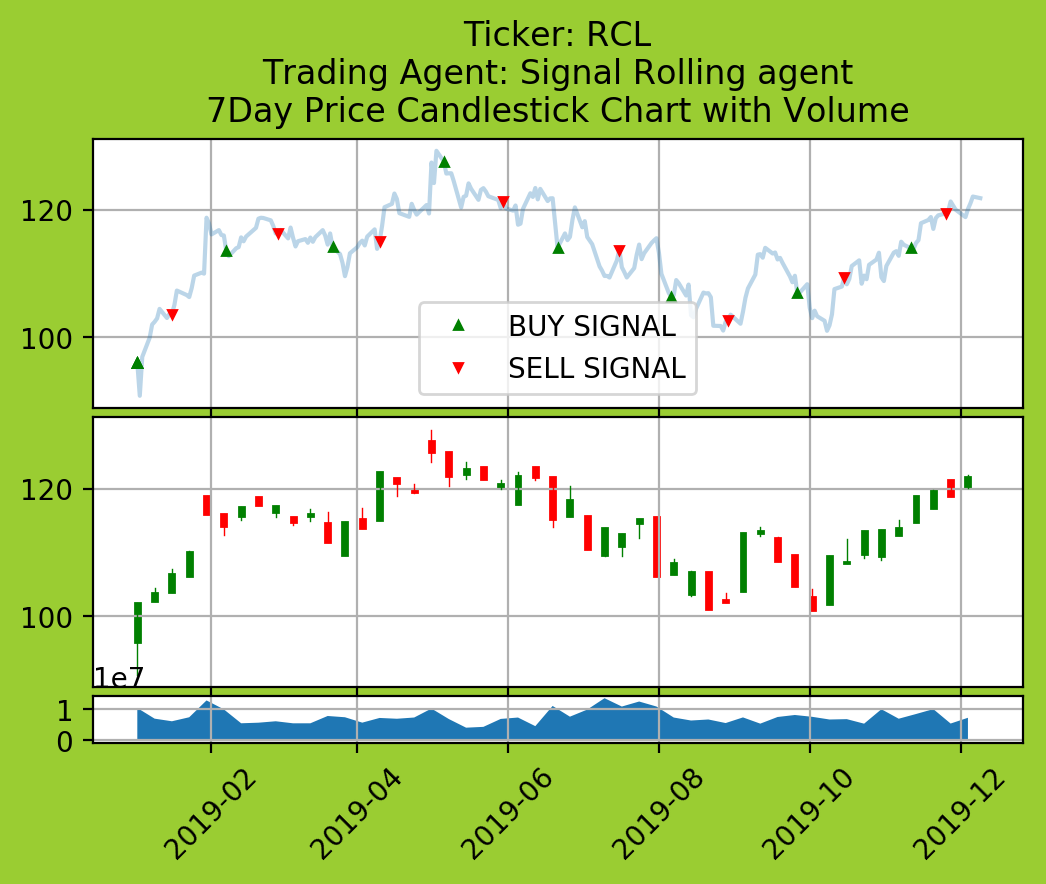 Ticker: RCL
Trading Agent: Signal Rolling agent
7Day Price Candlestick Chart with Volume
120
100
BUY SIGNAL
SELL SIGNAL
120
100
1e7
1
0
2019-02
2019-04
2019-06
2019-08
2019-10
2019-12